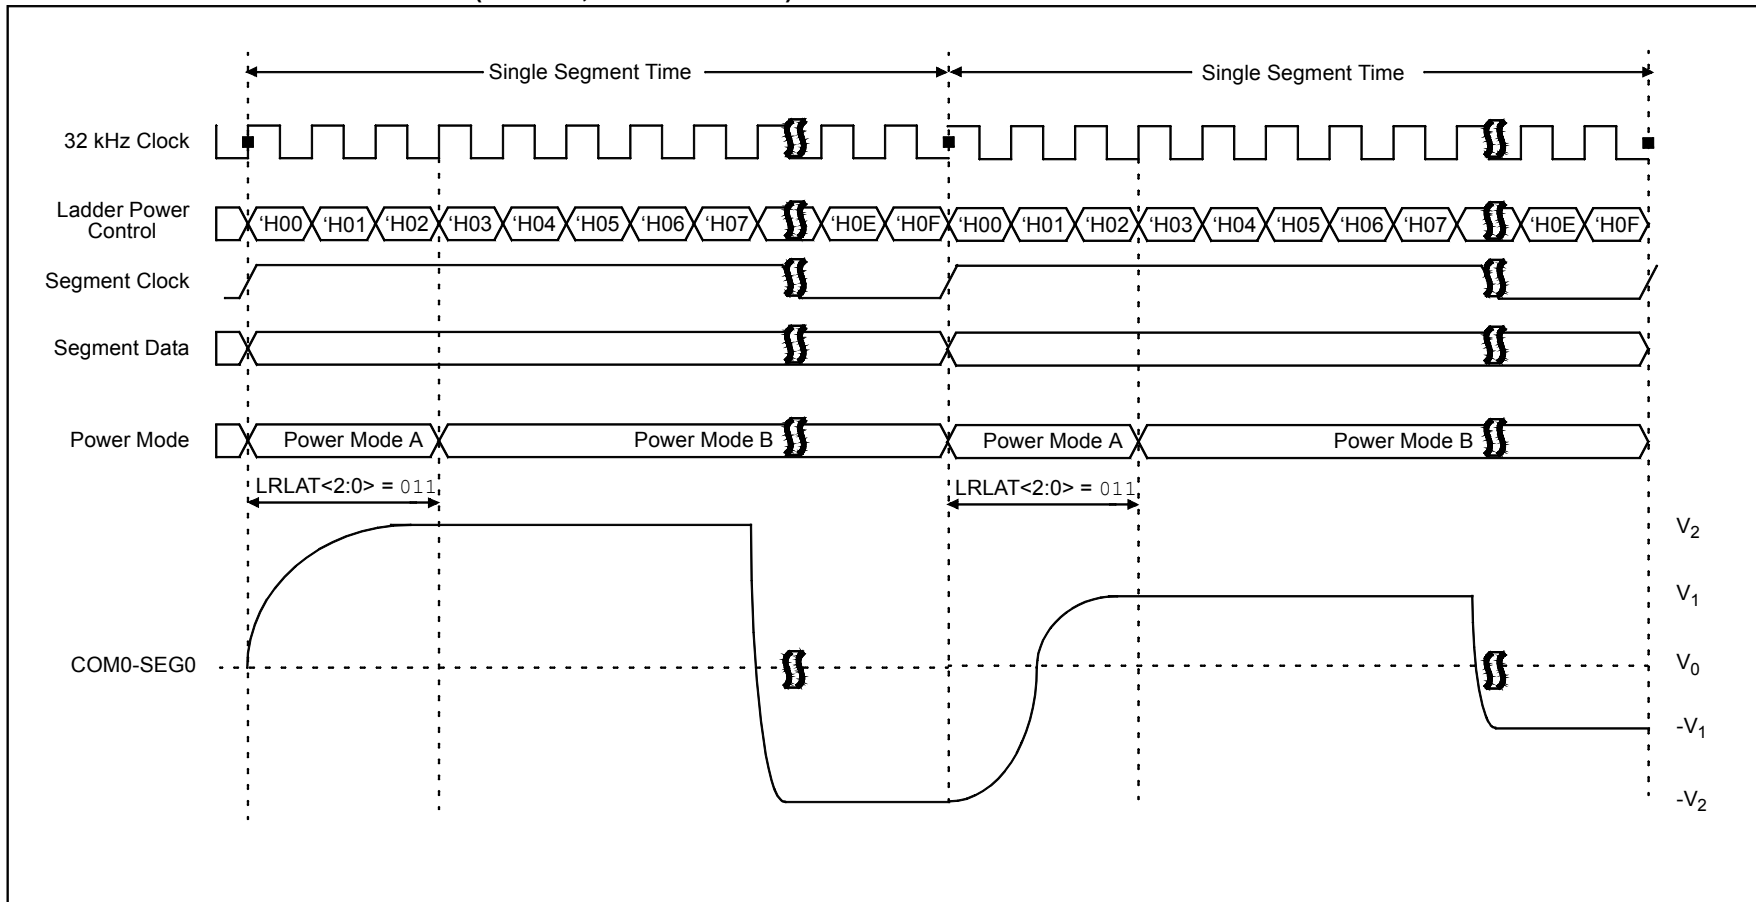 Single Segment Time Single Segment Time
32 kHz Clock
Ladder Power
Control
‘H00 ‘H01 ‘H02 ‘H03 ‘H04 ‘H05 ‘H06 ‘H07 ‘H0E ‘H0F ‘H00 ‘H01 ‘H02 ‘H03 ‘H04 ‘H05 ‘H06 ‘H07 ‘H0E ‘H0F
Segment Clock
Segment Data
Power Mode Power Mode A Power Mode B Power Mode A Power Mode B
LRLAT<2:0> = 011 LRLAT<2:0> = 011
V2
V1
COM0-SEG0 V0
-V1
-V2